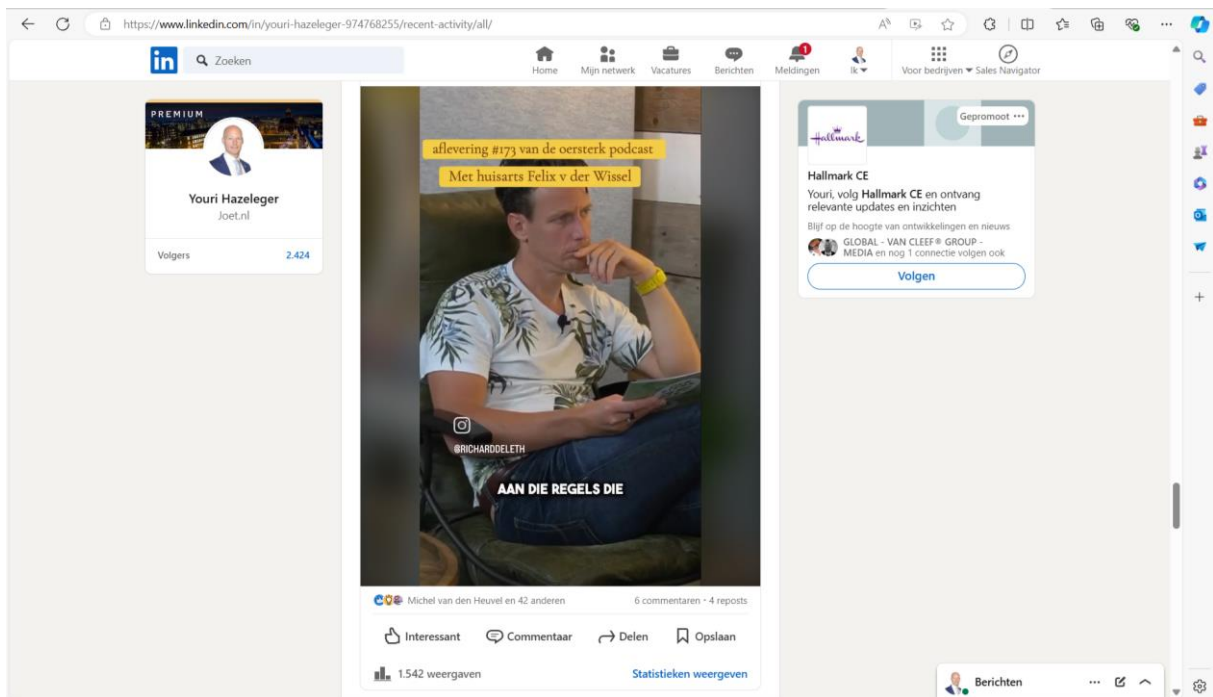 https://www.linkedin.com/in/youri-hazeleger-974768255/recent-activity/all/
in
Zoeken
Home
Mijn netwerk
Vacatures
Berichten
1
Meldingen
Ik
Voor bedrijven
Sales Navigator
PREMIUM
Youri Hazeleger
Joet.nl
Volgers 2.424
aflevering #173 van de oersterk podcast
Met huisarts Felix v der Wissel
@RICHARDDELETH
AAN DIE REGELS DIE
Michel van den Heuvel en 42 anderen 6 commentaren • 4 reposts
Interessant Commentaar Delen Opslaan
1.542 weergaven Statistieken weergeven
Gepromoot
Hallmark
Hallmark CE
Youri, volg Hallmark CE en ontvang
relevante updates en inzichten
Blijf op de hoogte van ontwikkelingen en nieuws
GLOBAL - VAN CLEEF® GROUP -
MEDIA en nog 1 connectie volgen ook
Volgen
Berichten